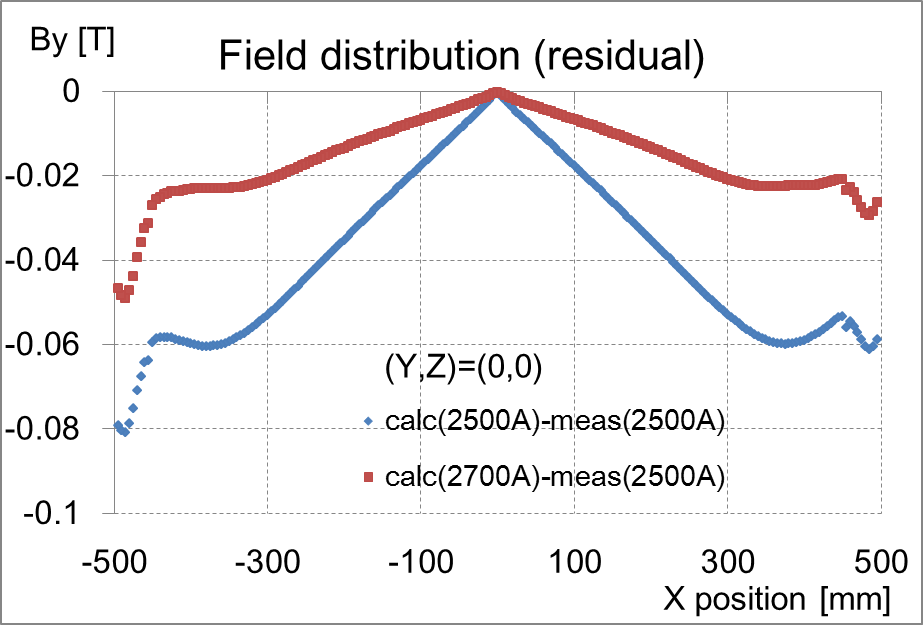 By [T]
Field distribution (residual)
0
-0.02
-0.04
-0.06
-0.08
-0.1
(Y,Z)=(0,0)
calc(2500A)-meas(2500A)
calc(2700A)-meas(2500A)
-500 -300 -100 100 300 500
X position [mm]